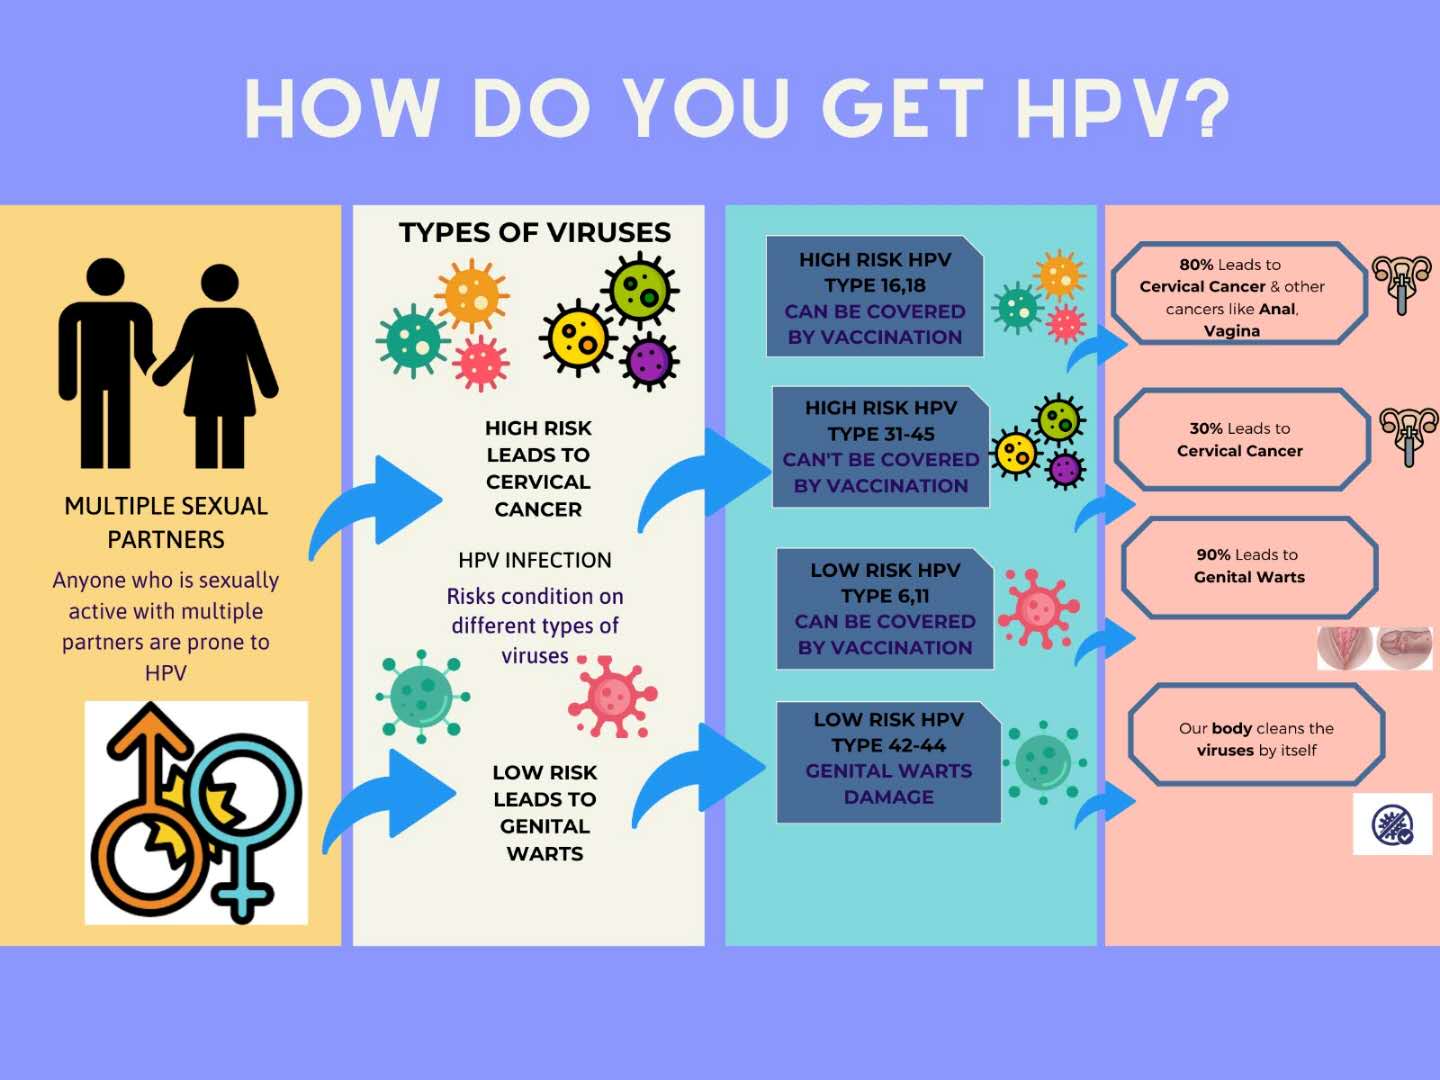 HOW DO YOU GET HPV?
MULTIPLE SEXUAL
PARTNERS
Anyone who is sexually
active with multiple
partners are prone to
HPV
TYPES OF VIRUSES
HIGH RISK
LEADS TO
CERVICAL
CANCER
HPV INFECTION
Risks condition on
different types of
viruses
LOW RISK
LEADS TO
GENITAL
WARTS
HIGH RISK HPV
TYPE 16,18
CAN BE COVERED
BY VACCINATION
HIGH RISK HPV
TYPE 31-45
CAN'T BE COVERED
BY VACCINATION
LOW RISK HPV
TYPE 6,11
CAN BE COVERED
BY VACCINATION
LOW RISK HPV
TYPE 42-44
GENITAL WARTS
DAMAGE
80% Leads to
Cervical Cancer & other
cancers like Anal,
Vagina
30% Leads to
Cervical Cancer
90% Leads to
Genital Warts
Our body cleans the
viruses by itself